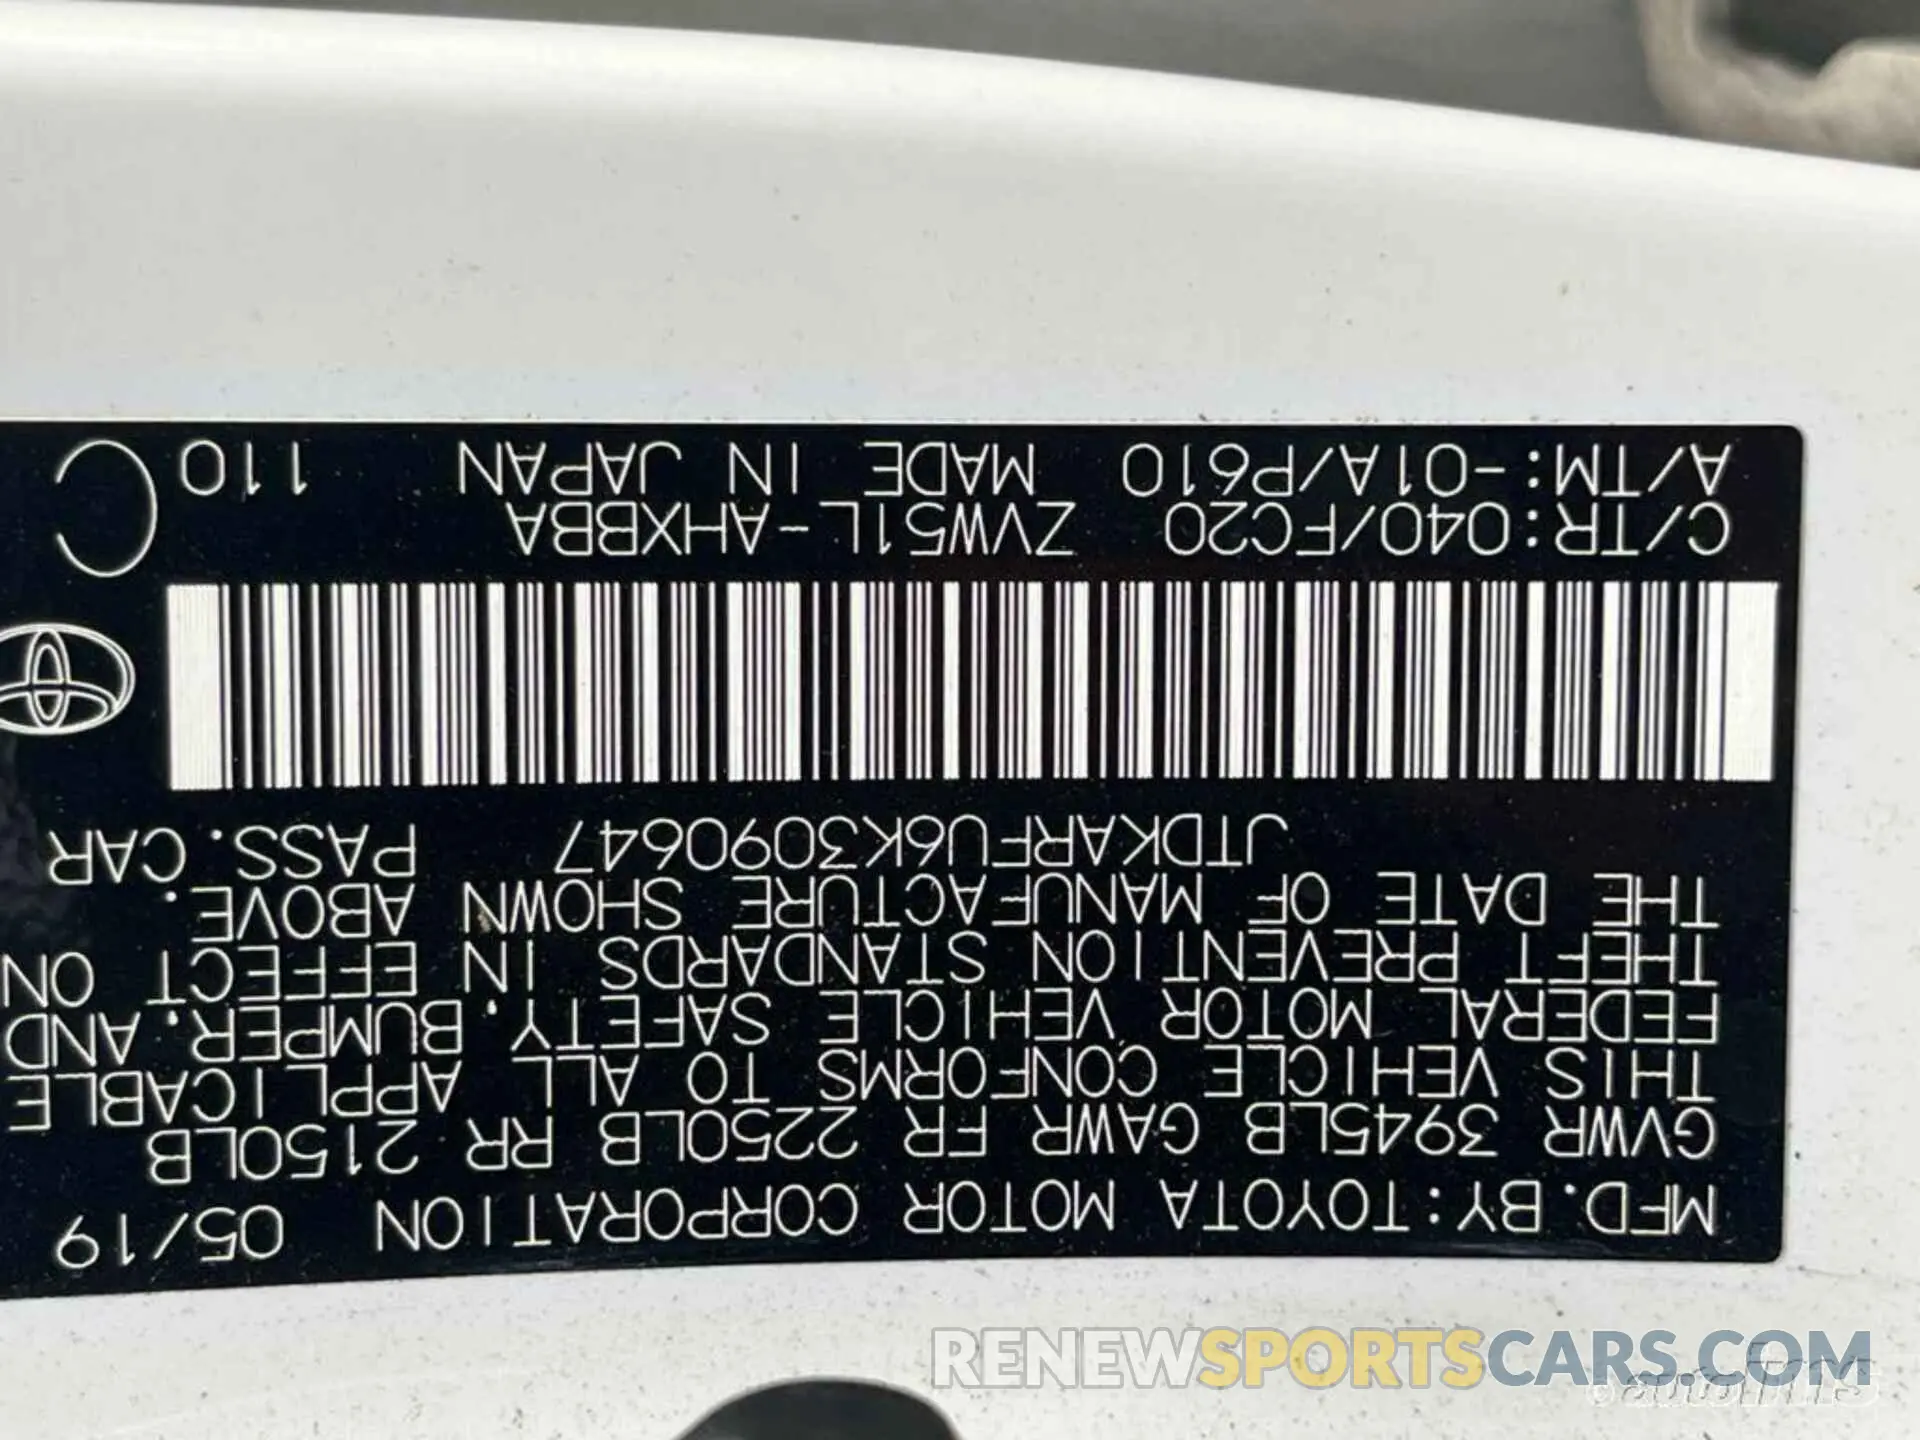 MFD.BY:TOYOTA MOTOR CORPORATION 05/19
GVWR 3945LB GAWR FR 2250LB RR 2150LB
THIS VEHICLE CONFORMS TO ALL APPLICABLE
FEDERAL MOTOR VEHICLE SAFETY.BUMPER.AND
THEFT PREVENTION STANDARDS IN EFFECT ON
THE DATE OF MANUFACTURE SHOWN ABOVE.
JTDKARFU6K3090647 PASS.CAR
C/TR:040/FC20 ZVW51L-AHXBBA C
A/TM:-01A/P610 MADE IN JAPAN 110
RENEWSPORTSCARS.COM